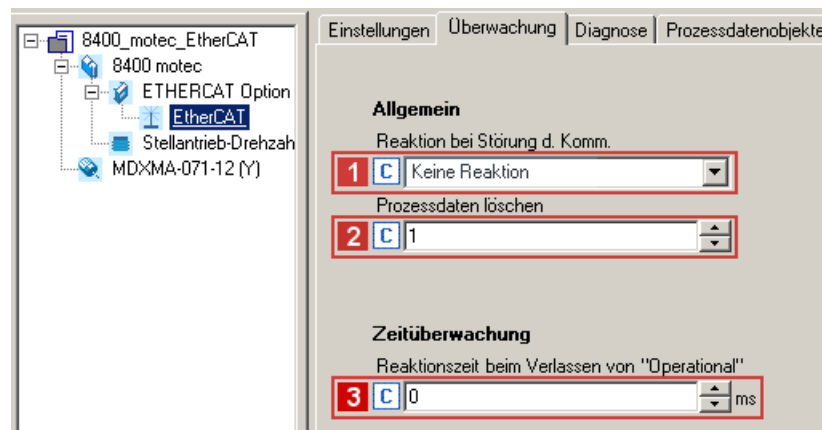 8400_motec_EtherCAT
8400 motec
ETHERCAT Option
EtherCAT
Stellantrieb-Drehzah
MDXMA-071-12 (Y)
Einstellungen Überwachung Diagnose Prozessdatenobjekte
Allgemein
Reaktion bei Störung d. Komm.
1 C Keine Reaktion
Prozessdaten löschen
2 C 1
Zeitüberwachung
Reaktionszeit beim Verlassen von "Operational"
3 C 0 ms